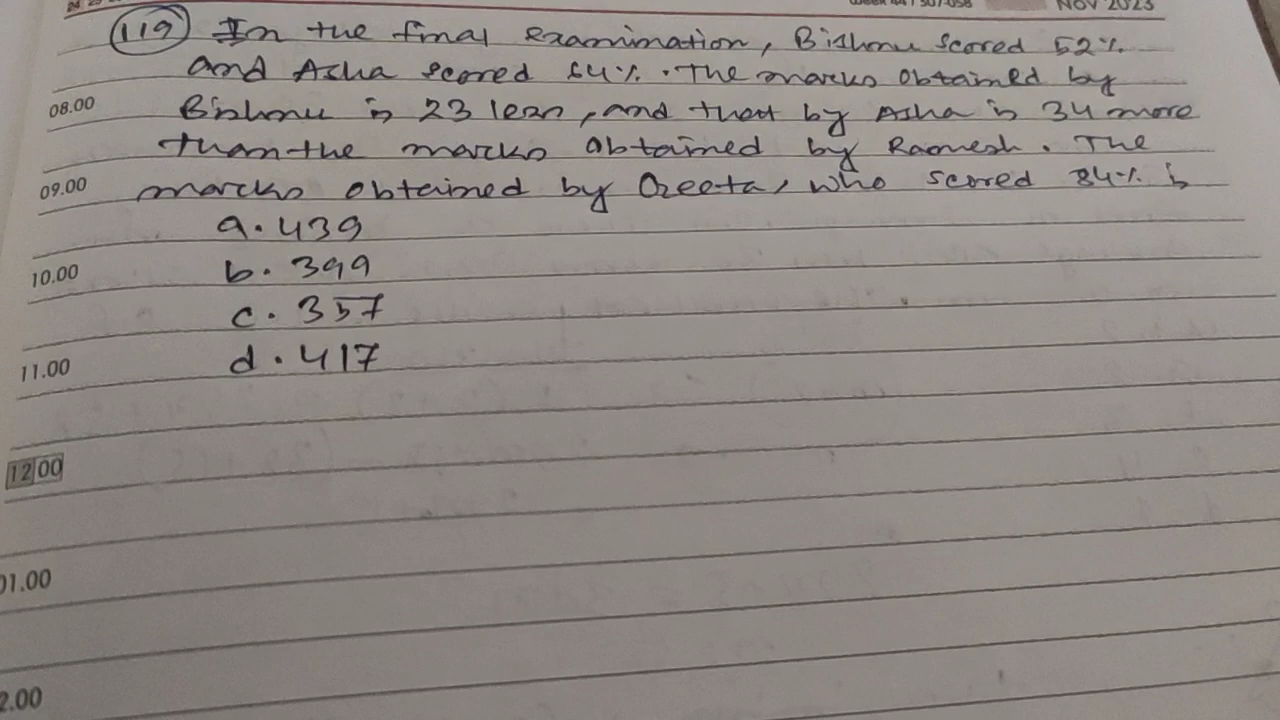 NOV 2023
(119) In the final Examination, Bishnu scored 52%
and Asha scored 64%. The marks obtained by
08.00 Bishnu is 23 less, and that by Asha is 34 more
than the marks obtained by Ramesh. The
09.00 marks obtained by Geeta, who scored 84% is
a. 439
10.00 b. 399
c. 357
11.00 d. 417
12 00
01.00
2.00